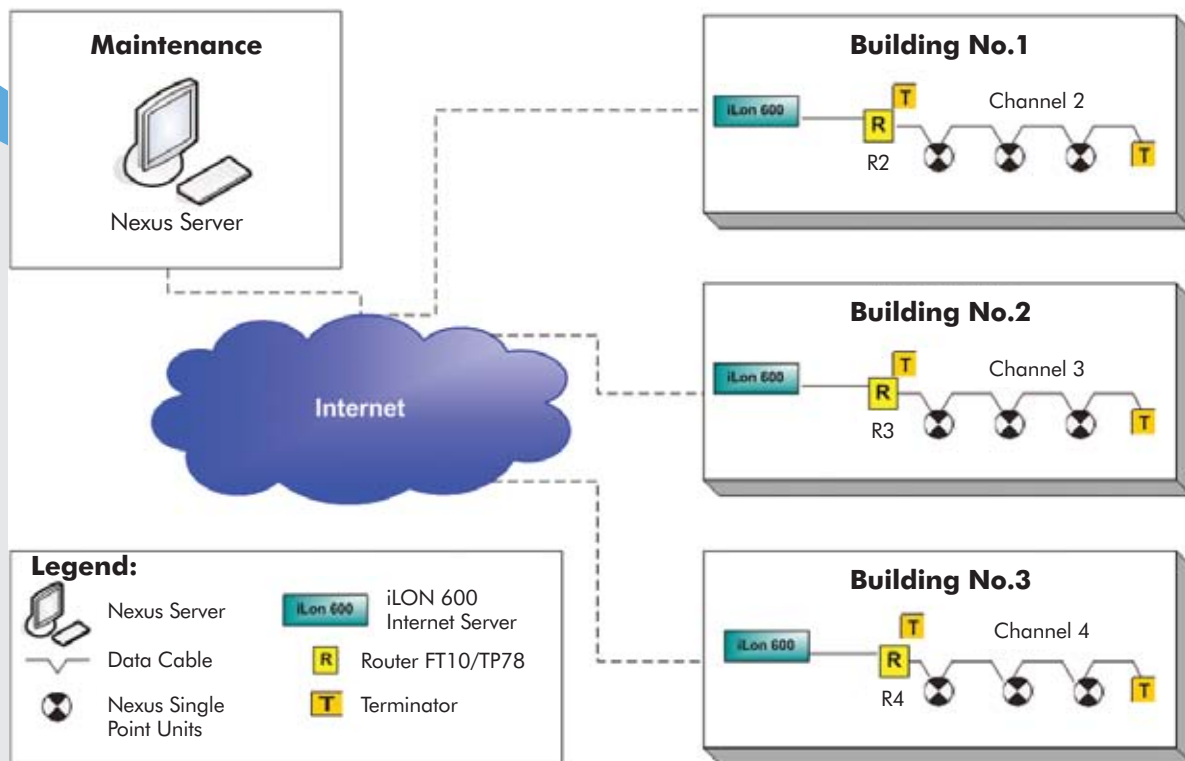 Maintenance
Nexus Server
Internet
Building No.1
iLon 600
R
T
R2
Channel 2
T
Building No.2
iLon 600
R
T
R3
Channel 3
T
Building No.3
iLon 600
R
T
R4
Channel 4
T
Legend:
Nexus Server
Data Cable
Nexus Single
Point Units
iLon 600
iLON 600
Internet Server
R
Router FT10/TP78
T
Terminator